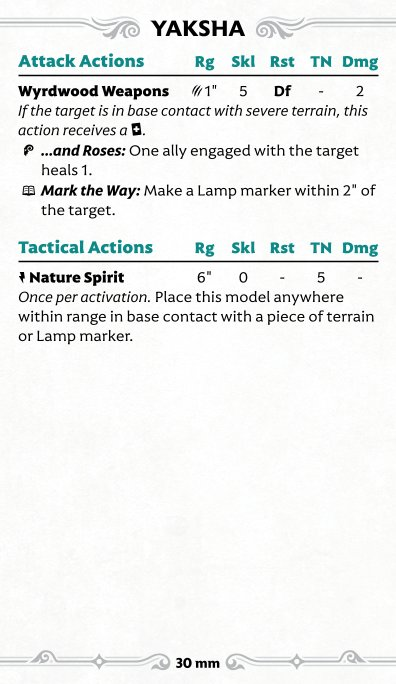 YAKSHA
Attack Actions Rg Skl Rst TN Dmg
Wyrdwood Weapons 1" 5 Df - 2
If the target is in base contact with severe terrain, this
action receives a .
...and Roses: One ally engaged with the target
heals 1.
Mark the Way: Make a Lamp marker within 2" of
the target.
Tactical Actions Rg Skl Rst TN Dmg
Nature Spirit 6" 0 - 5 -
Once per activation. Place this model anywhere
within range in base contact with a piece of terrain
or Lamp marker.
30 mm